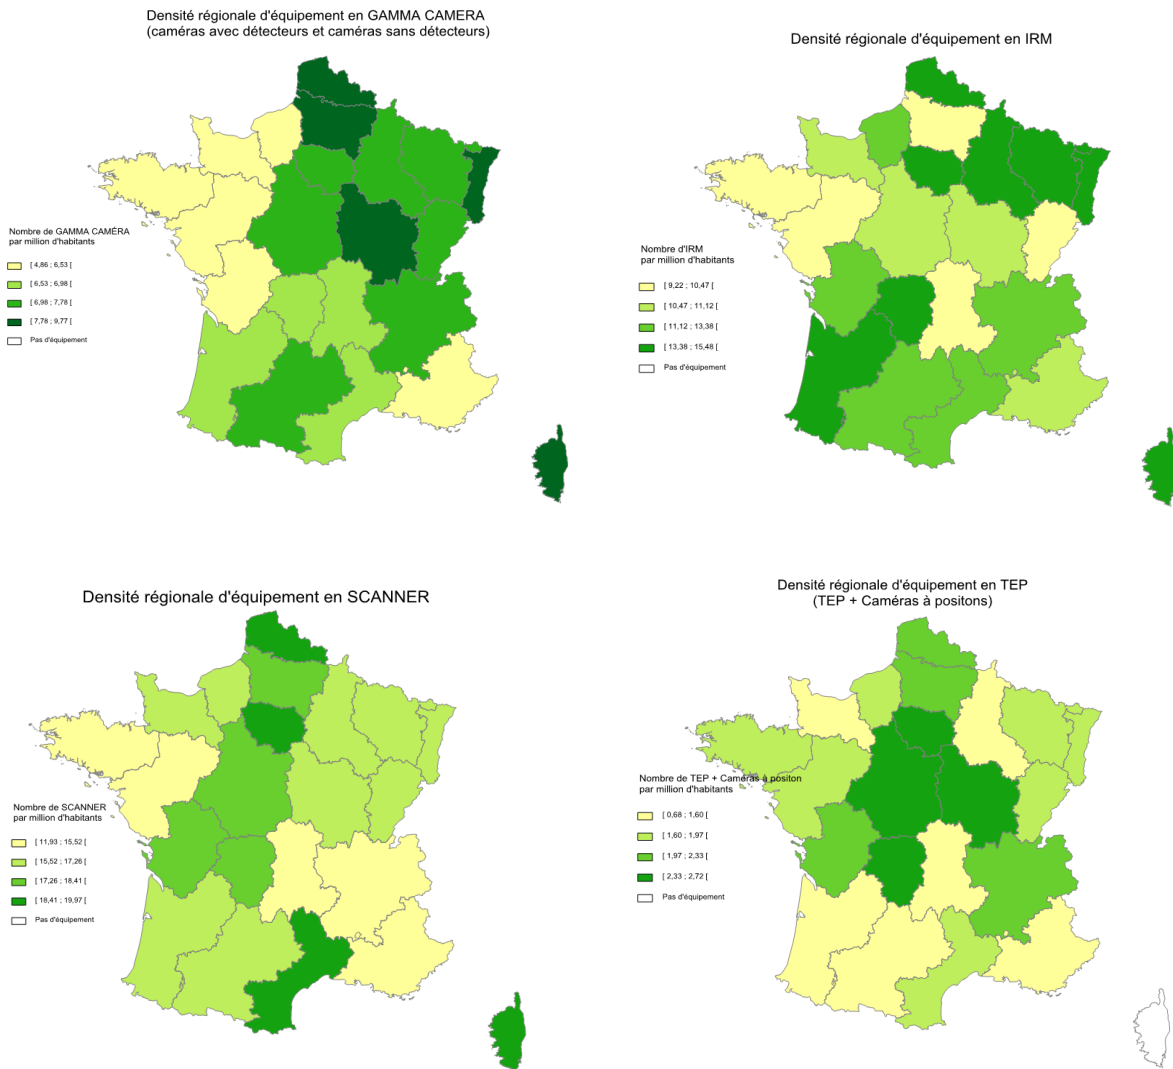 Densité régionale d'équipement en GAMMA CAMERA
(caméras avec détecteurs et caméras sans détecteurs)
Nombre de GAMMA CAMÉRA
par million d'habitants
[ 4,86 ; 6,53 [
[ 6,53 ; 6,98 [
[ 6,98 ; 7,78 [
[ 7,78 ; 9,77 [
Pas d'équipement
Densité régionale d'équipement en IRM
Nombre d'IRM
par million d'habitants
[ 9,22 ; 10,47 [
[ 10,47 ; 11,12 [
[ 11,12 ; 13,38 [
[ 13,38 ; 15,48 [
Pas d'équipement
Densité régionale d'équipement en SCANNER
Nombre de SCANNER
par million d'habitants
[ 11,93 ; 15,52 [
[ 15,52 ; 17,26 [
[ 17,26 ; 18,41 [
[ 18,41 ; 19,97 [
Pas d'équipement
Densité régionale d'équipement en TEP
(TEP + Caméras à positons)
Nombre de TEP + Caméras à positon
par million d'habitants
[ 0,68 ; 1,60 [
[ 1,60 ; 1,97 [
[ 1,97 ; 2,33 [
[ 2,33 ; 2,72 [
Pas d'équipement